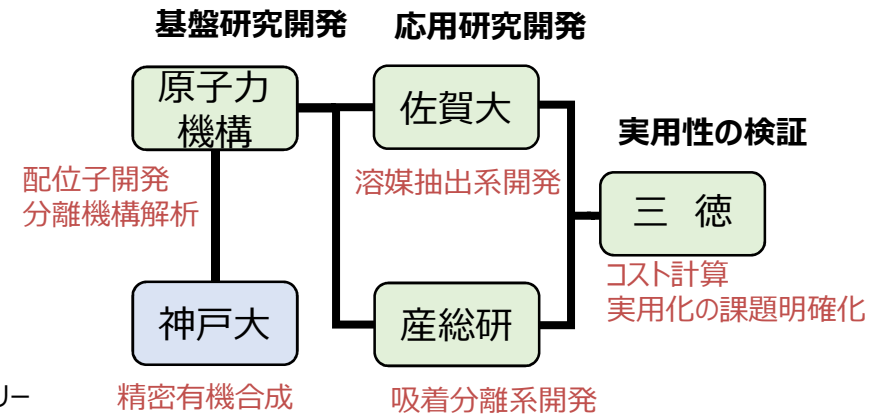 基盤研究開発
応用研究開発
原子力
機構
佐賀大
実用性の検証
配位子開発
分離機構解析
溶媒抽出系開発
三 徳
コスト計算
実用化の課題明確化
神戸大
産総研
リー
精密有機合成
吸着分離系開発